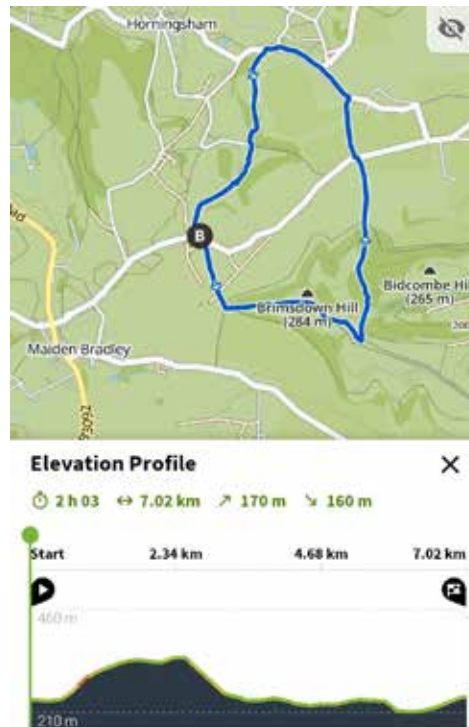 Horningsham
B
Brimsdown Hill
(284 m)
Bidcombe Hi
(265 m)
200
Maiden Bradley
Elevation Profile
2 h 03 7.02 km 170 m 160 m
Start 2.34 km 4.68 km 7.02 km
460 m
210 m